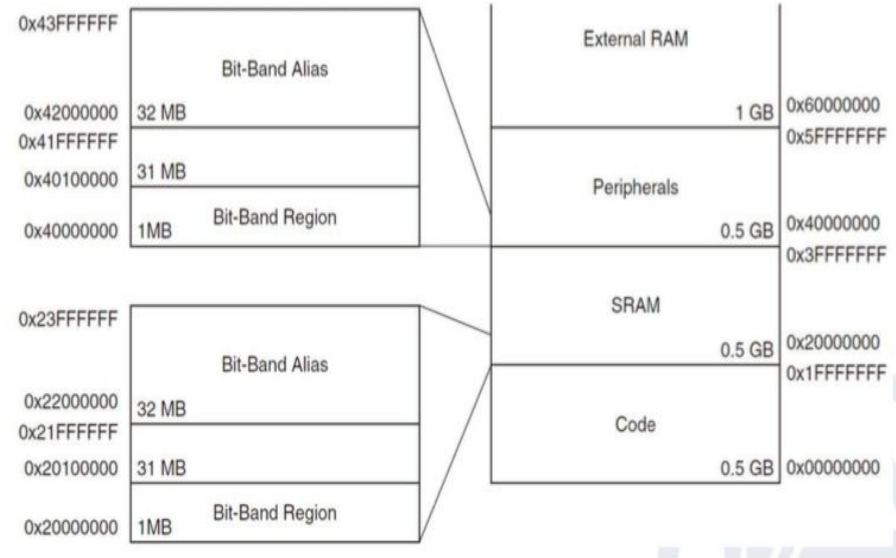 0x43FFFFFF
Bit-Band Alias
0x42000000 32 MB
0x41FFFFFF
31 MB
0x40100000
Bit-Band Region
0x40000000 1MB
0x23FFFFFF
Bit-Band Alias
0x22000000 32 MB
0x21FFFFFF
0x20100000 31 MB
Bit-Band Region
0x20000000 1MB
External RAM
1 GB 0x60000000
0x5FFFFFFF
Peripherals
0.5 GB 0x40000000
0x3FFFFFFF
SRAM
0.5 GB 0x20000000
0x1FFFFFFF
Code
0.5 GB 0x00000000